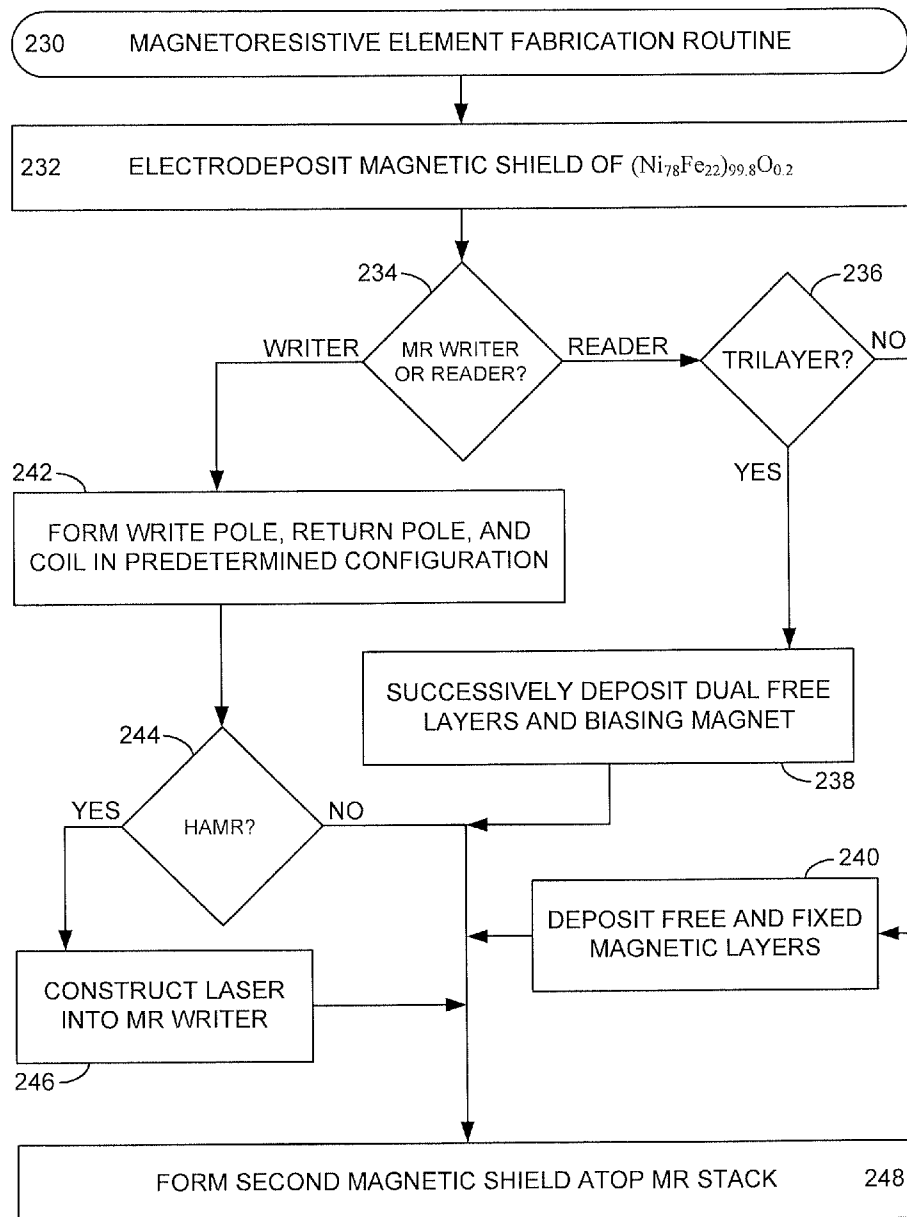 230 MAGNETORESISTIVE ELEMENT FABRICATION ROUTINE
232 ELECTRODEPOSIT MAGNETIC SHIELD OF (Ni₇₈Fe₂₂)₉₉.₈O₀.₂
234
236
WRITER
MR WRITER
OR READER?
READER
TRILAYER?
NO
YES
242
FORM WRITE POLE, RETURN POLE, AND
COIL IN PREDETERMINED CONFIGURATION
SUCCESSIVELY DEPOSIT DUAL FREE
LAYERS AND BIASING MAGNET
238
244
YES
HAMR?
NO
240
DEPOSIT FREE AND FIXED
MAGNETIC LAYERS
CONSTRUCT LASER
INTO MR WRITER
246
FORM SECOND MAGNETIC SHIELD ATOP MR STACK 248